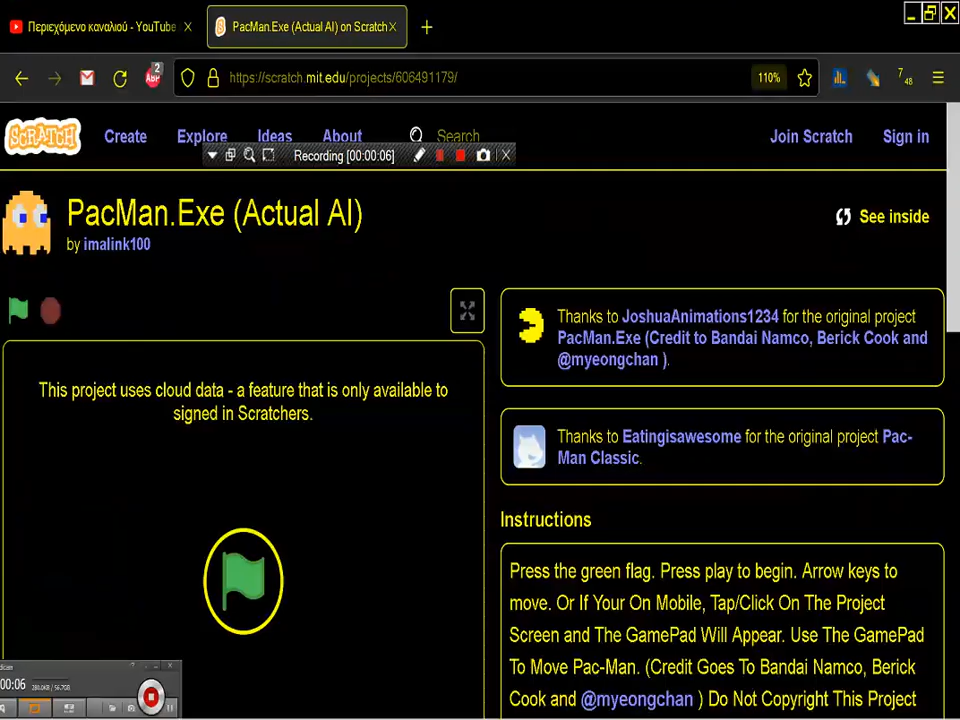 Περιεχόμενο καναλιού - YouTube
PacMan.Exe (Actual AI) on Scratch
2
https://scratch.mit.edu/projects/606491179/
110%
7
48
SCRATCH
Create
Explore
Ideas
About
Search
Join Scratch
Sign in
Recording [00:00:06]
PacMan.Exe (Actual AI)
by imalink100
See inside
This project uses cloud data - a feature that is only available to
signed in Scratchers.
Thanks to JoshuaAnimations1234 for the original project
PacMan.Exe (Credit to Bandai Namco, Berick Cook and
@myeongchan ).
Thanks to Eatingisawesome for the original project Pac-
Man Classic.
Instructions
Press the green flag. Press play to begin. Arrow keys to
move. Or If Your On Mobile, Tap/Click On The Project
Screen and The GamePad Will Appear. Use The GamePad
To Move Pac-Man. (Credit Goes To Bandai Namco, Berick
Cook and @myeongchan ) Do Not Copyright This Project
00:06